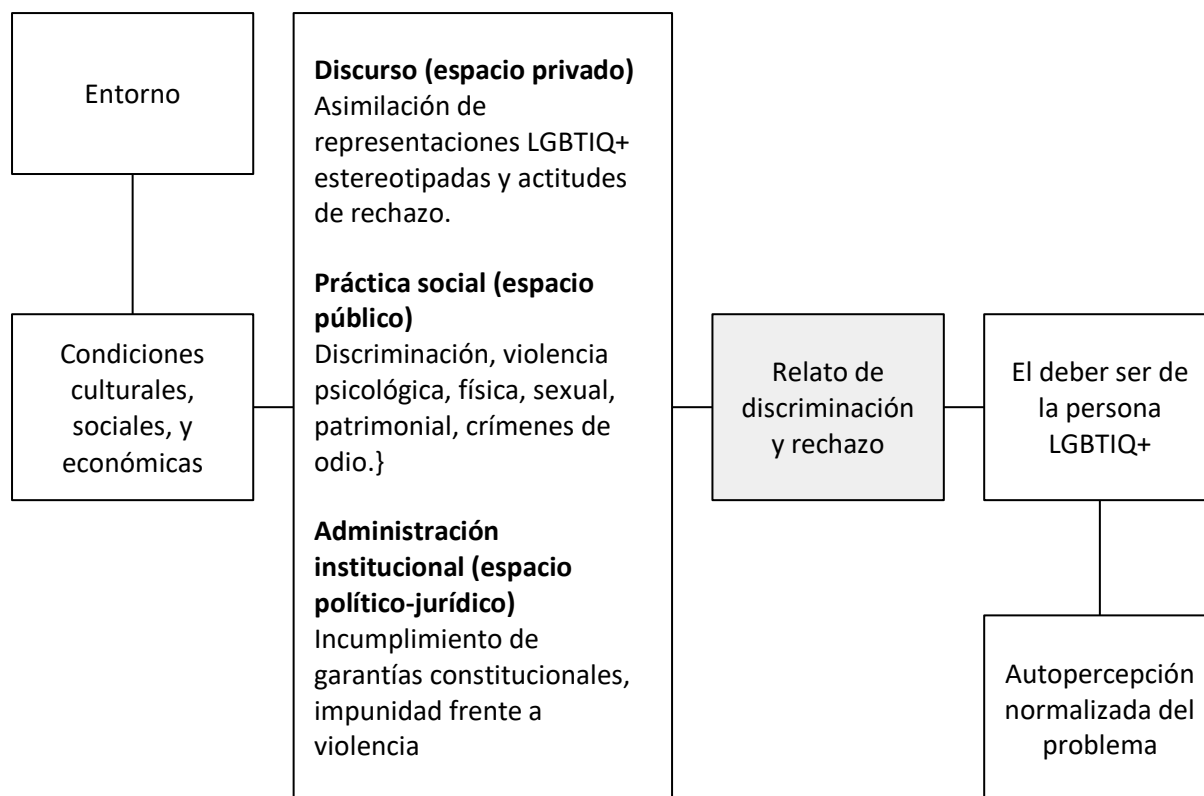 Entorno
Condiciones
culturales,
sociales, y
económicas
Discurso (espacio privado)
Asimilación de
representaciones LGBTIQ+
estereotipadas y actitudes
de rechazo.
Práctica social (espacio
público)
Discriminación, violencia
psicológica, física, sexual,
patrimonial, crímenes de
odio.}
Administración
institucional (espacio
político-jurídico)
Incumplimiento de
garantías constitucionales,
impunidad frente a
violencia
Relato de
discriminación
y rechazo
El deber ser de
la persona
LGBTIQ+
Autopercepción
normalizada del
problema